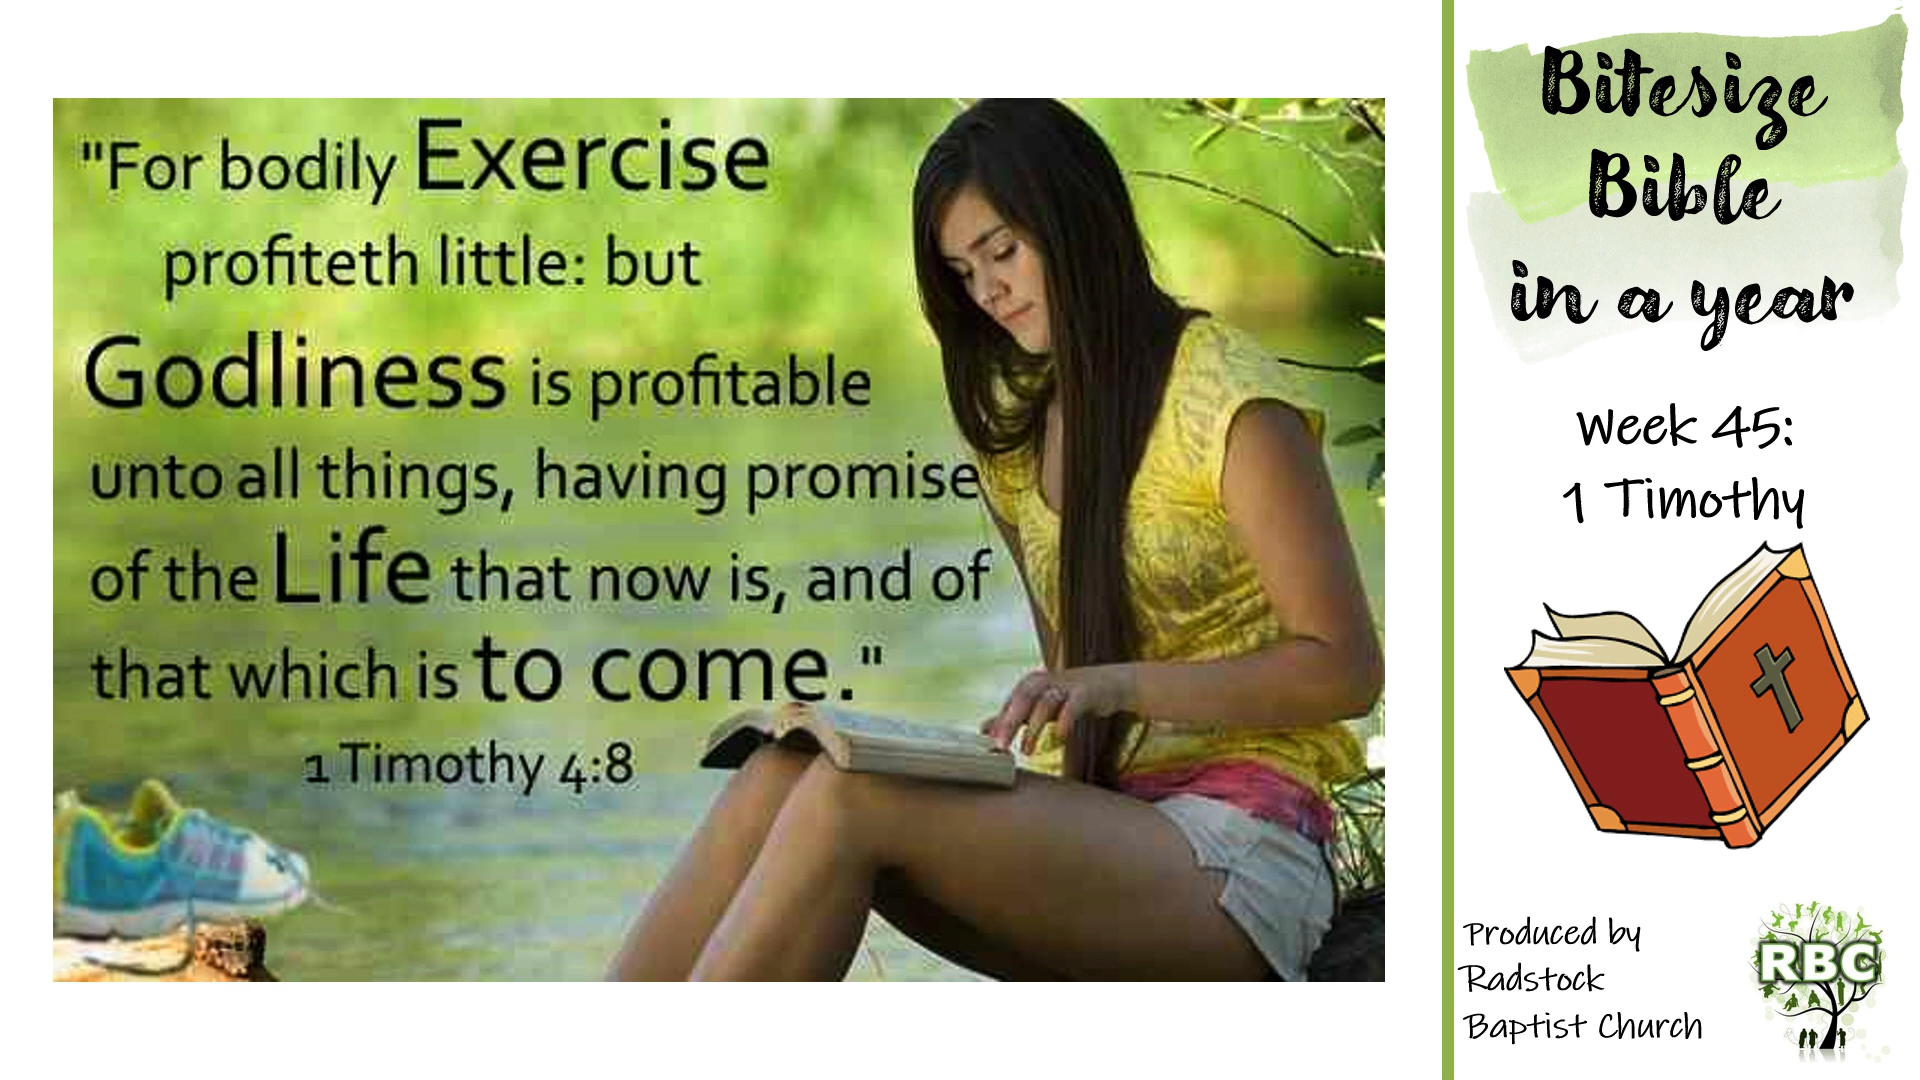 "For bodily Exercise
profiteth little: but
Godliness is profitable
unto all things, having promise
of the Life that now is, and of
that which is to come."
1 Timothy 4:8
Bitesize
Bible
in a year
Week 45:
1 Timothy
Produced by
Radstock
Baptist Church
RBC